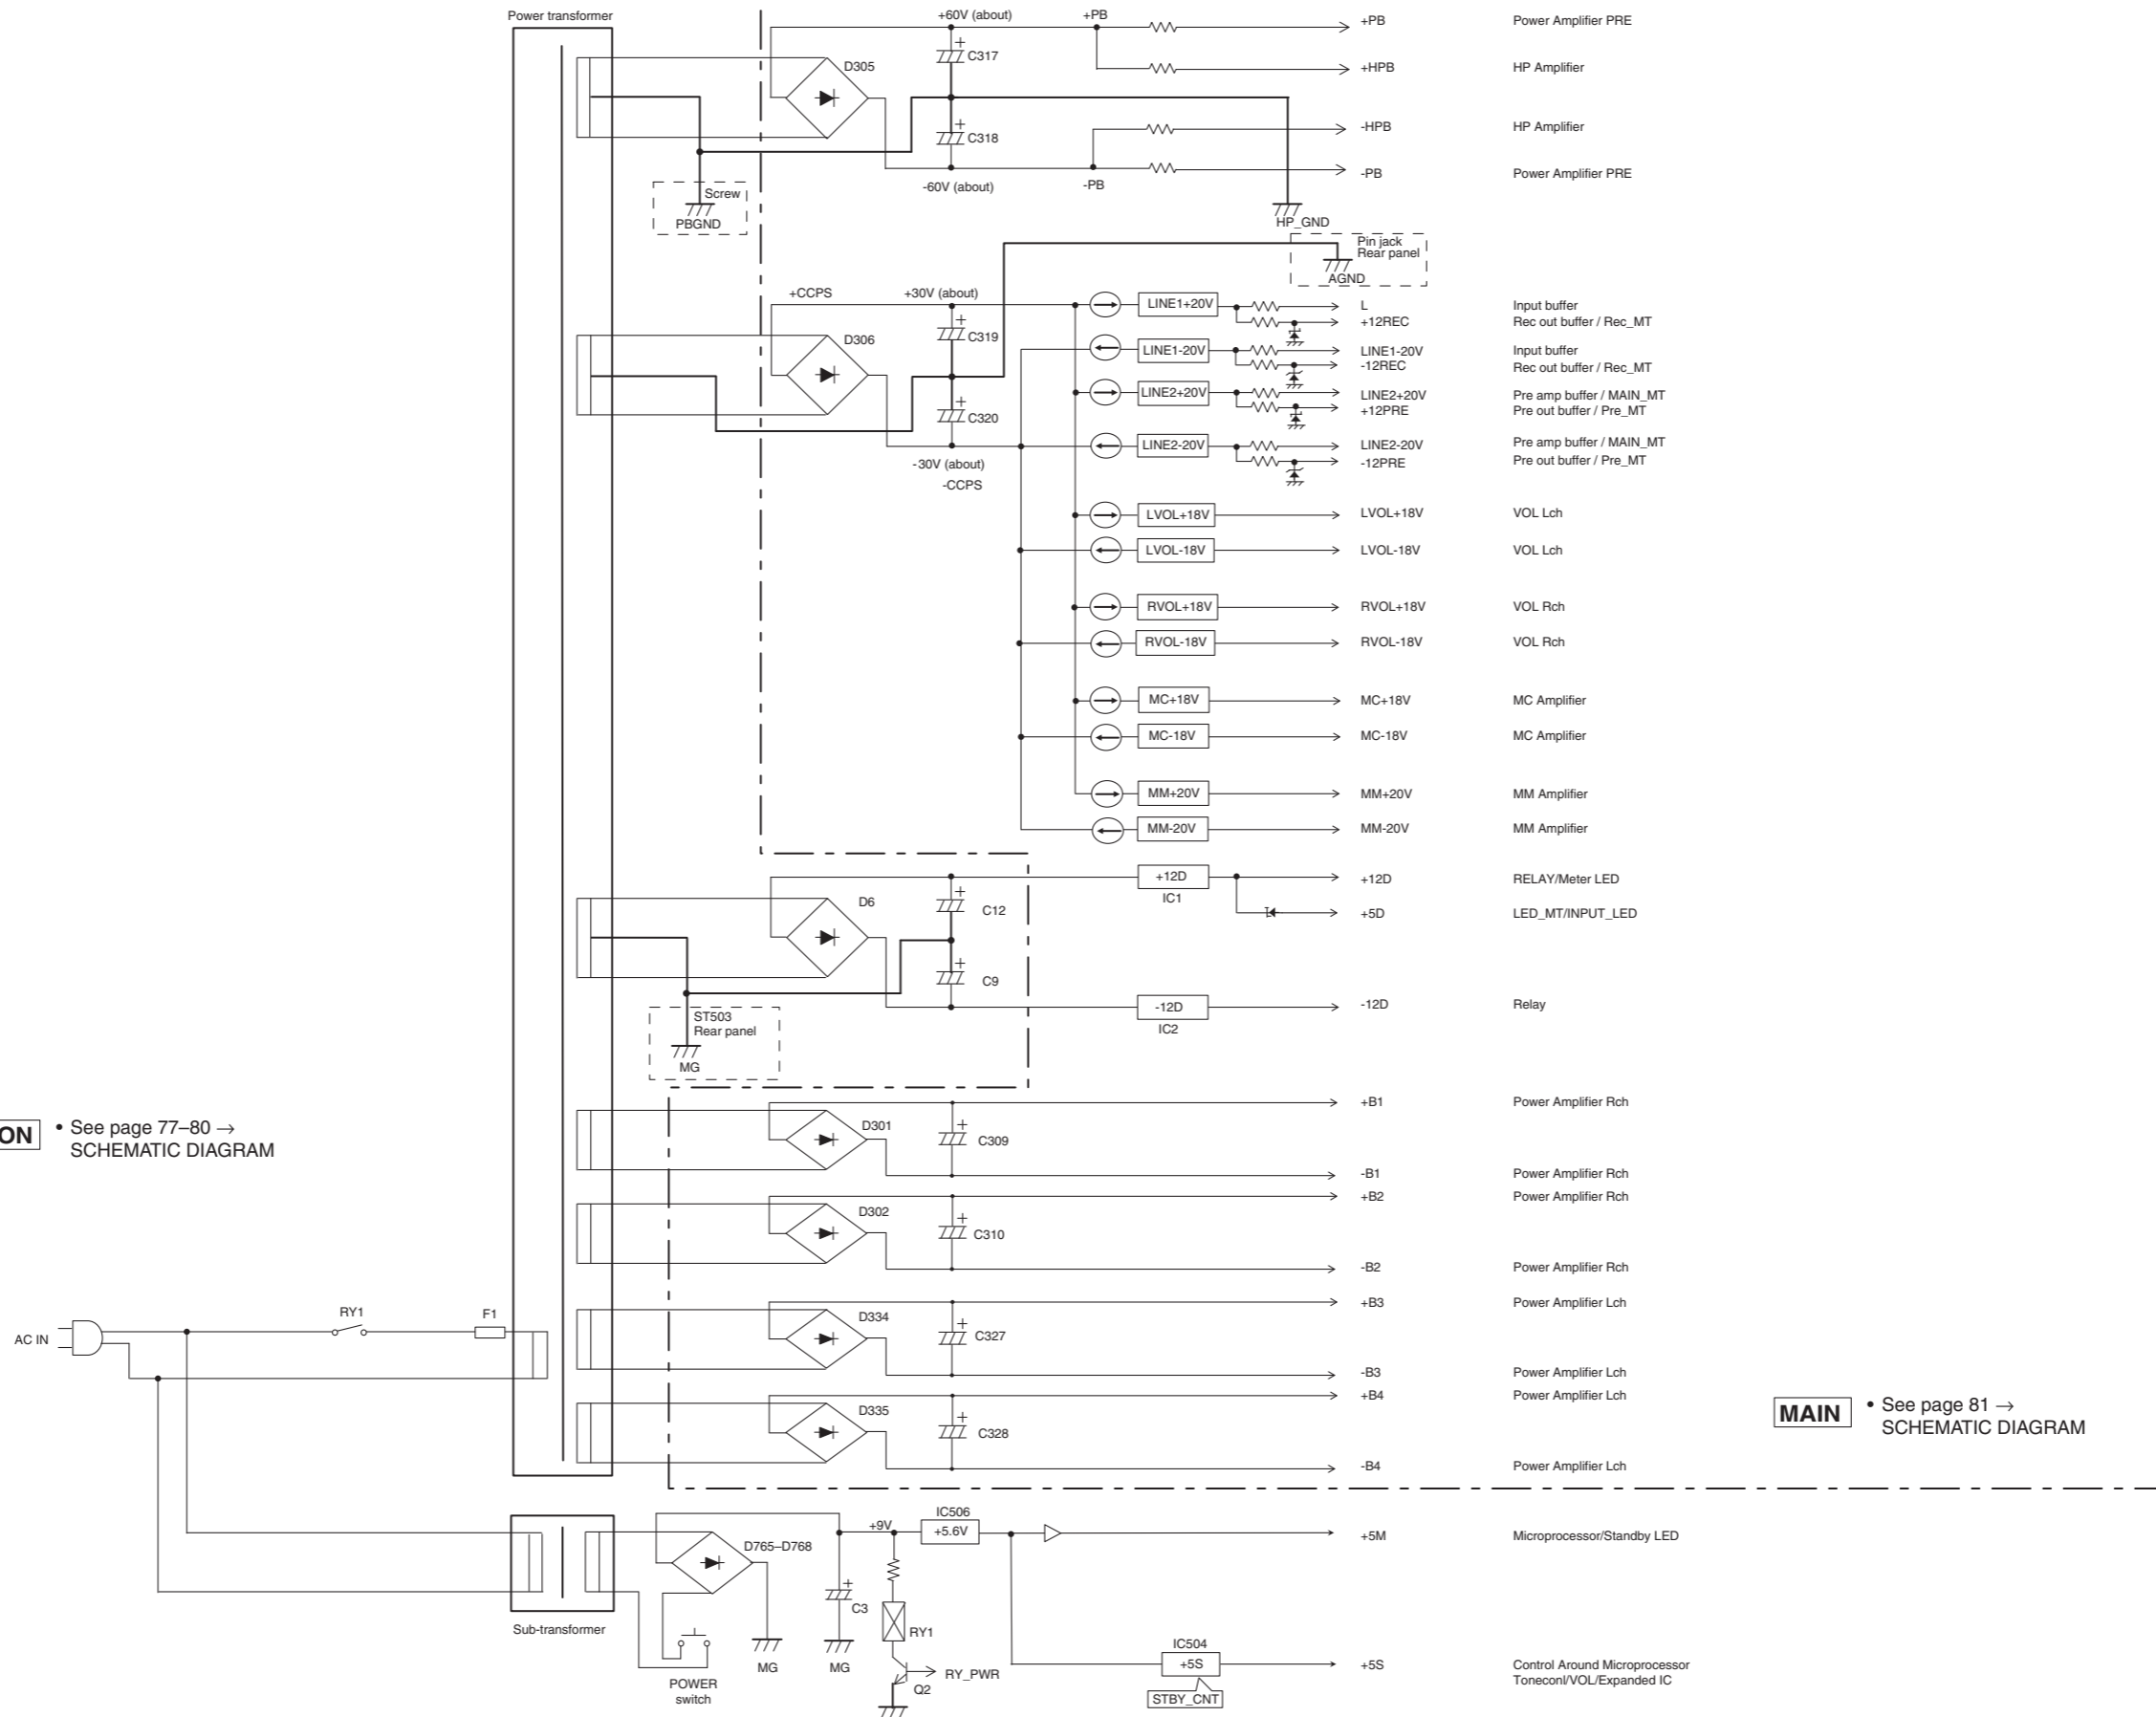 Power transformer
+60V (about)
+PB
+PB
Power Amplifier PRE
D305
C317
+HPB
HP Amplifier
C318
-HPB
HP Amplifier
-60V (about)
-PB
-PB
Power Amplifier PRE
Screw
PBGND
HP_GND
Pin jack
Rear panel
AGND
+CCPS
+30V (about)
LINE1+20V
L
Input buffer
+12REC
Rec out buffer / Rec_MT
D306
C319
LINE1-20V
LINE1-20V
Input buffer
-12REC
Rec out buffer / Rec_MT
LINE2+20V
LINE2+20V
Pre amp buffer / MAIN_MT
+12PRE
Pre out buffer / Pre_MT
C320
LINE2-20V
LINE2-20V
Pre amp buffer / MAIN_MT
-12PRE
Pre out buffer / Pre_MT
-30V (about)
-CCPS
LVOL+18V
LVOL+18V
VOL Lch
LVOL-18V
LVOL-18V
VOL Lch
RVOL+18V
RVOL+18V
VOL Rch
RVOL-18V
RVOL-18V
VOL Rch
MC+18V
MC+18V
MC Amplifier
MC-18V
MC-18V
MC Amplifier
MM+20V
MM+20V
MM Amplifier
MM-20V
MM-20V
MM Amplifier
+12D
IC1
+12D
RELAY/Meter LED
D6
C12
+5D
LED_MT/INPUT_LED
C9
-12D
IC2
-12D
Relay
ST503
Rear panel
MG
ON
• See page 77–80 →
SCHEMATIC DIAGRAM
+B1
Power Amplifier Rch
D301
C309
-B1
Power Amplifier Rch
+B2
Power Amplifier Rch
D302
C310
-B2
Power Amplifier Rch
+B3
Power Amplifier Lch
AC IN
RY1
F1
D334
C327
-B3
Power Amplifier Lch
+B4
Power Amplifier Lch
D335
C328
-B4
Power Amplifier Lch
MAIN
• See page 81 →
SCHEMATIC DIAGRAM
D765–D768
+9V
IC506
+5.6V
+5M
Microprocessor/Standby LED
C3
Sub-transformer
RY1
POWER
switch
MG
MG
Q2
RY_PWR
IC504
+5S
STBY_CNT
+5S
Control Around Microprocessor
Toneconl/VOL/Expanded IC